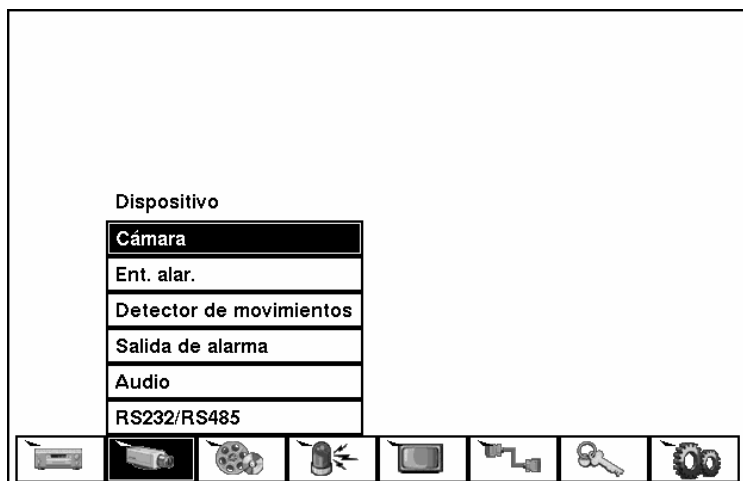 Dispositivo
Cámara
Ent. alar.
Detector de movimientos
Salida de alarma
Audio
RS232/RS485